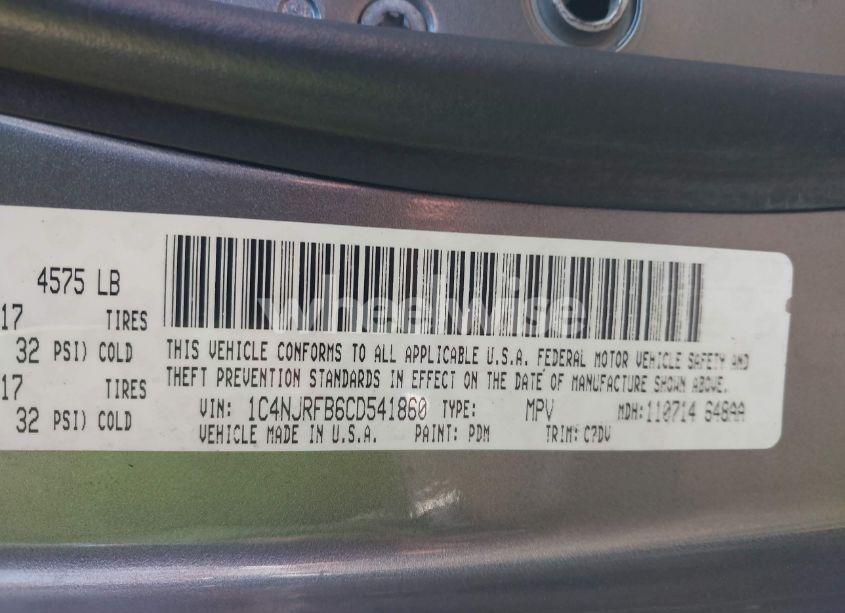 4575 LB
17 TIRES
32 PSI) COLD
17 TIRES
32 PSI) COLD
wheelwise
THIS VEHICLE CONFORMS TO ALL APPLICABLE U.S.A. FEDERAL MOTOR VEHICLE SAFETY AND
THEFT PREVENTION STANDARDS IN EFFECT ON THE DATE OF MANUFACTURE SHOWN ABOVE.
VIN: 1C4NJRFB6CD541860 TYPE: MPV MDH:110714 648AA
VEHICLE MADE IN U.S.A. PAINT: PDM TRIM: C7DV